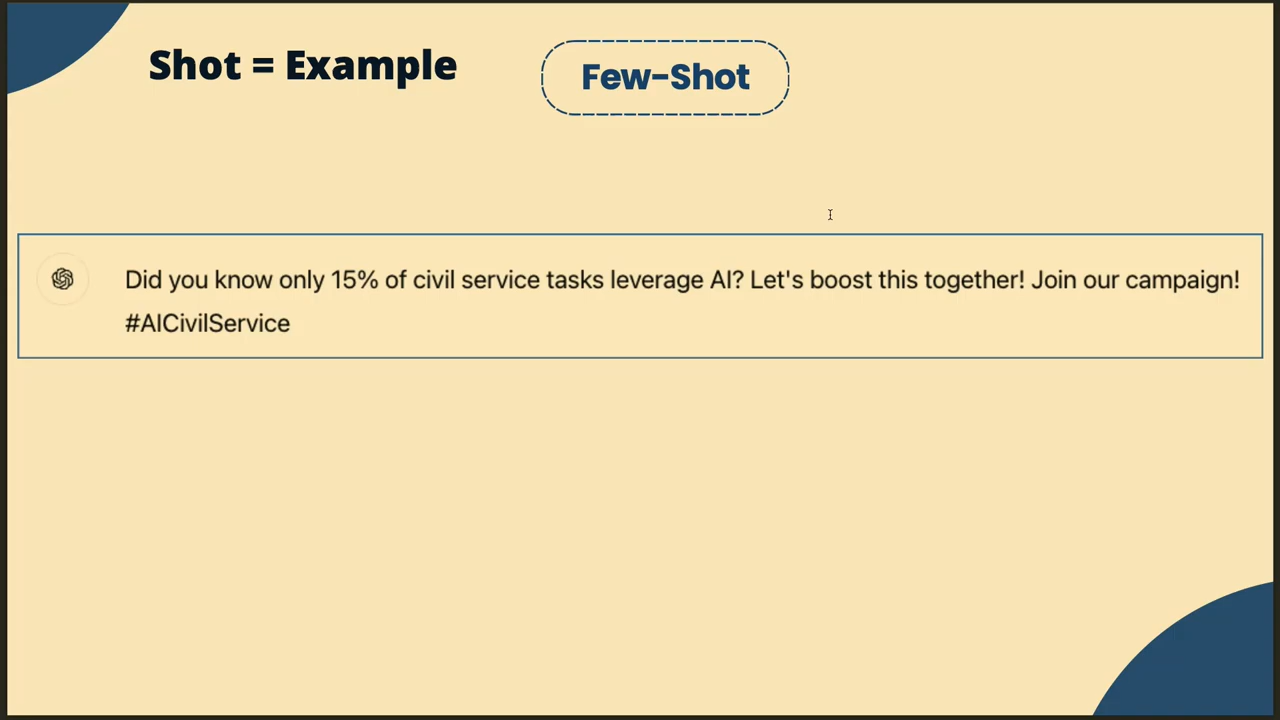 Shot = Example
Few-Shot
Did you know only 15% of civil service tasks leverage AI? Let's boost this together! Join our campaign!
#AICivilService